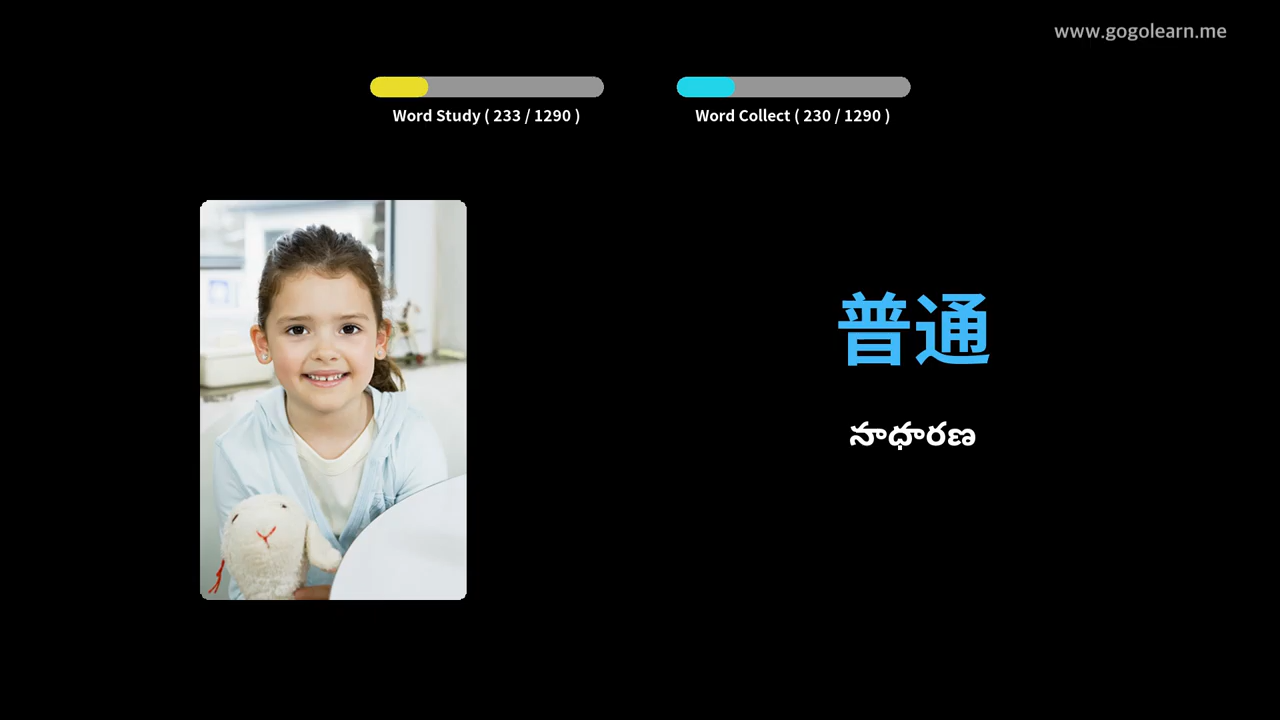 www.gogolearn.me
Word Study ( 233 / 1290 )
Word Collect ( 230 / 1290 )
普通
సాధారణ